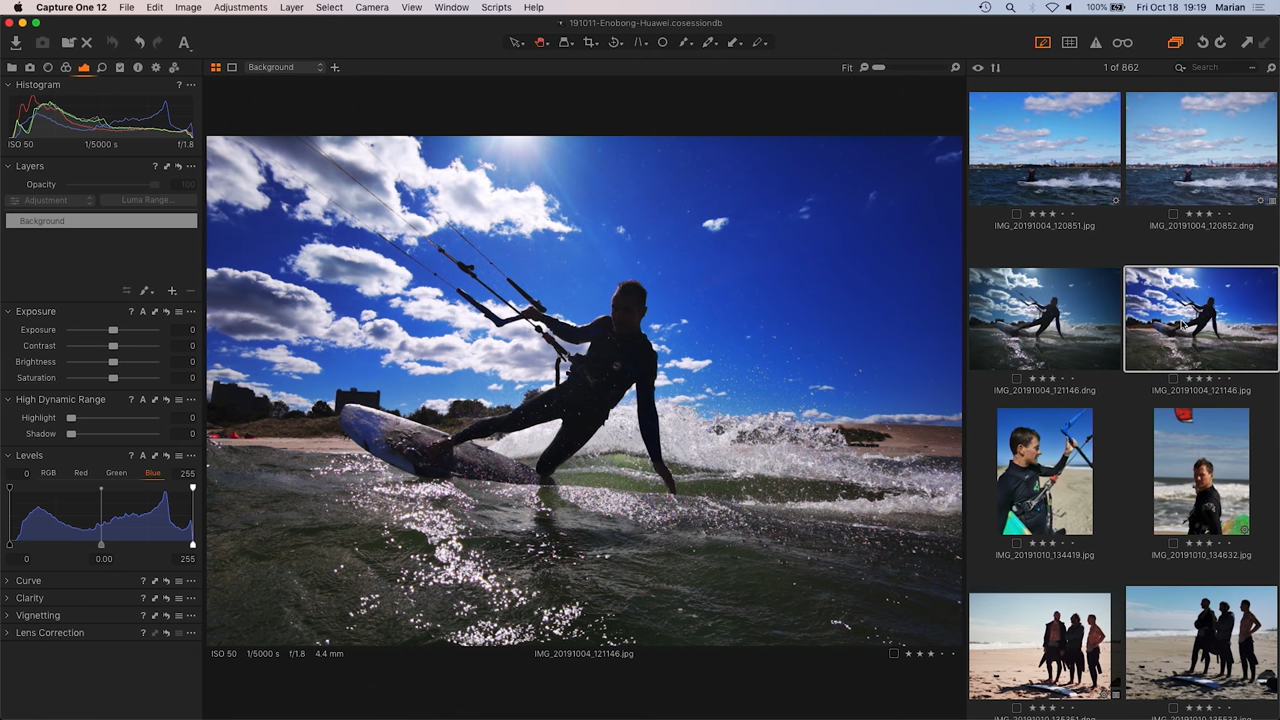 Capture One 12 File Edit View Image Adjustments Layer Select Camera View Window Scripts Help
100% Fri Oct 18 19:19 Marian
191011-Enobong-Huawei.cosessiondb
Background
Fit
1 of 862
Search
Histogram
ISO 50 1/5000 s f/1.8
Layers
Opacity 100
Adjustment Luma Range...
Background
Exposure
Exposure 0
Contrast 0
Brightness 0
Saturation 0
High Dynamic Range
Highlight 0
Shadow 0
Levels
0 RGB Red Green Blue 255
0 0.00 255
Curve
Clarity
Vignetting
Lens Correction
ISO 50 1/5000 s f/1.8 4.4 mm
IMG_20191004_121146.jpg
IMG_20191004_120851.jpg
IMG_20191004_120852.dng
IMG_20191004_121146.dng
IMG_20191004_121146.jpg
IMG_20191010_134419.jpg
IMG_20191010_134632.jpg
IMG_20191010_135351.dng